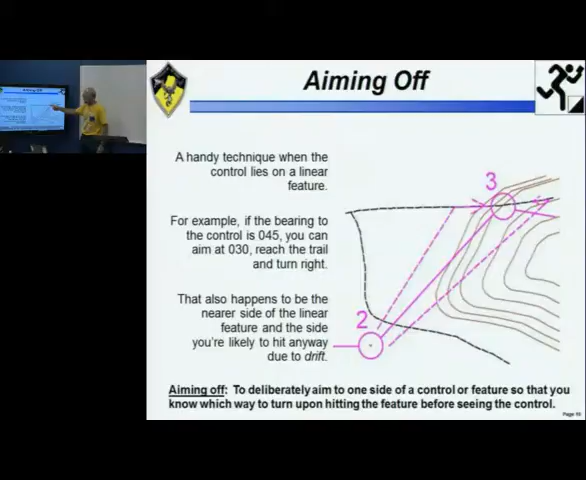 Aiming Off
A handy technique when the
control lies on a linear
feature.
For example, if the bearing to
the control is 045, you can
aim at 030, reach the trail
and turn right.
That also happens to be the
nearer side of the linear
feature and the side
you're likely to hit anyway
due to drift.
3
2
Aiming off: To deliberately aim to one side of a control or feature so that you
know which way to turn upon hitting the feature before seeing the control.
Aiming Off